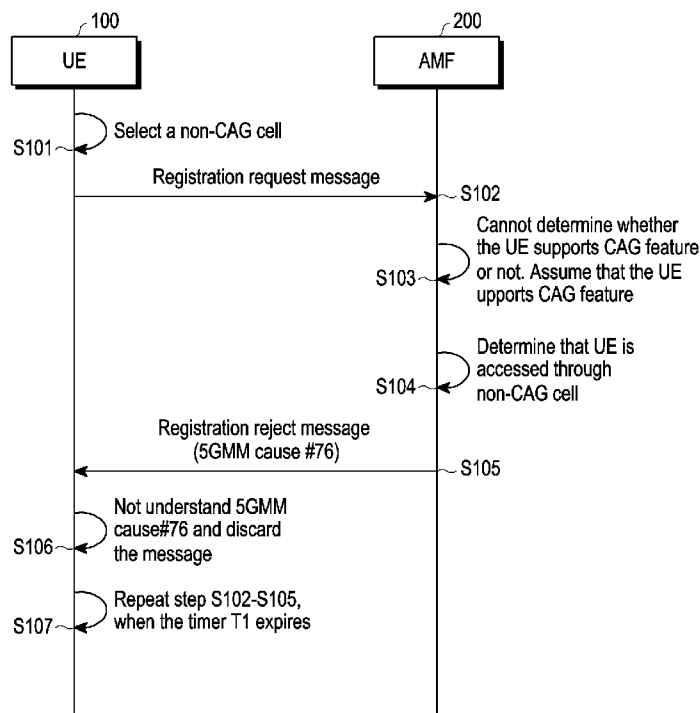 100
200
UE
AMF
Select a non-CAG cell
S101
Registration request message
S102
Cannot determine whether
the UE supports CAG feature
or not. Assume that the UE
upports CAG feature
S103
Determine that UE is
accessed through
non-CAG cell
S104
Registration reject message
(5GMM cause #76)
S105
Not understand 5GMM
cause#76 and discard
the message
S106
Repeat step S102-S105,
when the timer T1 expires
S107